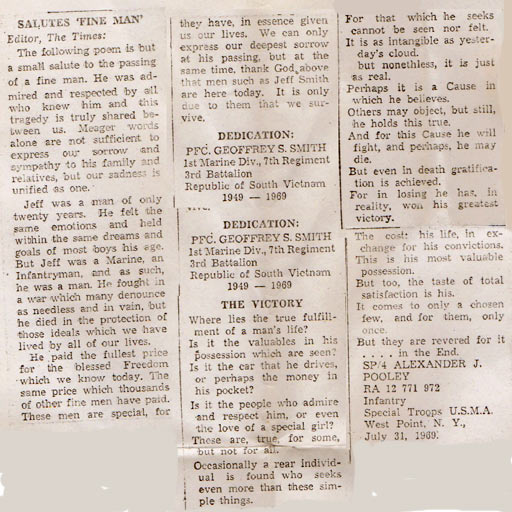 SALUTES 'FINE MAN'
Editor, The Times:
The following poem is but
a small salute to the passing
of a fine man. He was ad-
mired and respected by all
who knew him and this
tragedy is truly shared be-
tween us. Meager words
alone are not sufficient to
express our sorrow and
sympathy to his family and
relatives, but our sadness is
unified as one.
Jeff was a man of only
twenty years. He felt the
same emotions and held
within the same dreams and
goals of most boys his age.
But Jeff was a Marine, an
Infantryman, and as such,
he was a man. He fought in
a war which many denounce
as needless and in vain, but
he died in the protection of
those ideals which we have
lived by all of our lives.
He paid the fullest price
for the blessed Freedom
which we know today. The
same price which thousands
of other fine men have paid.
These men are special, for
they have, in essence given
us our lives. We can only
express our deepest sorrow
at his passing, but at the
same time, thank God above
that men such as Jeff Smith
are here today. It is only
due to them that we sur-
vive.
DEDICATION:
PFC. GEOFFREY S. SMITH
1st Marine Div., 7th Regiment
3rd Battalion
Republic of South Vietnam
1949 — 1969
DEDICATION:
PFC. GEOFFREY S. SMITH
1st Marine Div., 7th Regiment
3rd Battalion
Republic of South Vietnam
1949 — 1969
THE VICTORY
Where lies the true fulfill-
ment of a man's life?
Is it the valuables in his
possession which are seen?
Is it the car that he drives,
or perhaps the money in
his pocket?
Is it the people who admire
and respect him, or even
the love of a special girl?
These are, true, for some,
but not for all.
Occasionally a rear individ-
ual is found who seeks
even more than these sim-
ple things.
For that which he seeks
cannot be seen nor felt.
It is as intangible as yester-
day's cloud.
but nonethless, it is just
as real.
Perhaps it is a Cause in
which he believes.
Others may object, but still,
he holds this true.
And for this Cause he will
fight, and perhaps, he may
die.
But even in death gratifica-
tion is achieved.
For in losing he has, in
reality, won his greatest
victory.
The cost: his life, in ex-
change for his convictions.
This is his most valuable
possession.
But too, the taste of total
satisfaction is his.
It comes to only a chosen
few, and for them, only
once.
But they are revered for it
. . . . in the End.
SP/4 ALEXANDER J.
POOLEY
RA 12 771 972
Infantry
Special Troops U.S.M.A.
West Point, N. Y.,
July 31, 1969.